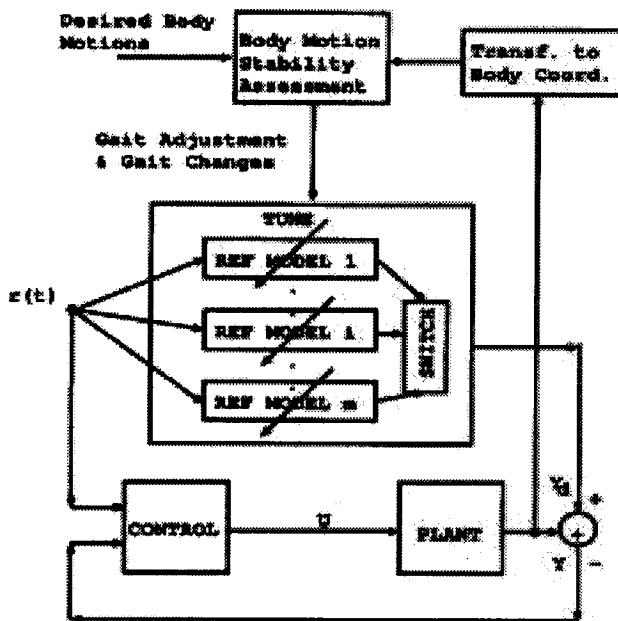 Desired Body
Motions
Body Motion
Stability
Assessment
Transf. to
Body Coord.
Gait Adjustment
& Gait Changes
TUNE
REF MODEL 1
r(t)
REF MODEL i
SWITCH
REF MODEL m
CONTROL
U
PLANT
Yd
+
+
Y
-